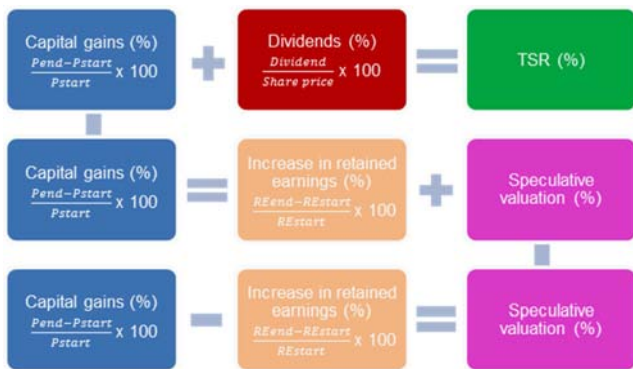 Capital gains (%)
Pend−Pstart
Pstart
x 100
+
Dividends (%)
Dividend
Share price
x 100
=
TSR (%)
Capital gains (%)
Pend−Pstart
Pstart
x 100
=
Increase in retained
earnings (%)
REend−REstart
REstart
x 100
+
Speculative
valuation (%)
Capital gains (%)
Pend−Pstart
Pstart
x 100
−
Increase in retained
earnings (%)
REend−REstart
REstart
x 100
=
Speculative
valuation (%)